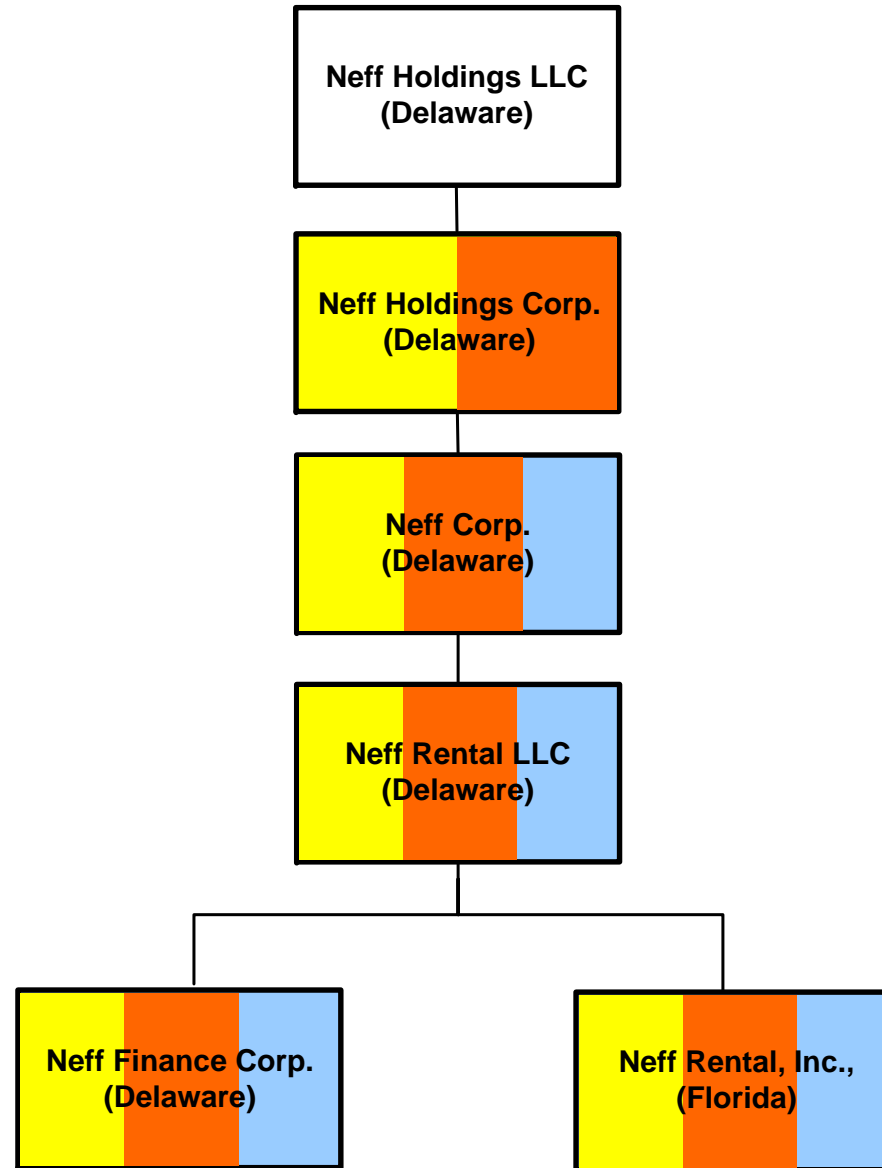 Neff Holdings LLC
(Delaware)
Neff Holdings Corp.
(Delaware)
Neff Corp.
(Delaware)
Neff Rental LLC
(Delaware)
Neff Finance Corp.
(Delaware)
Neff Rental, Inc.,
(Florida)